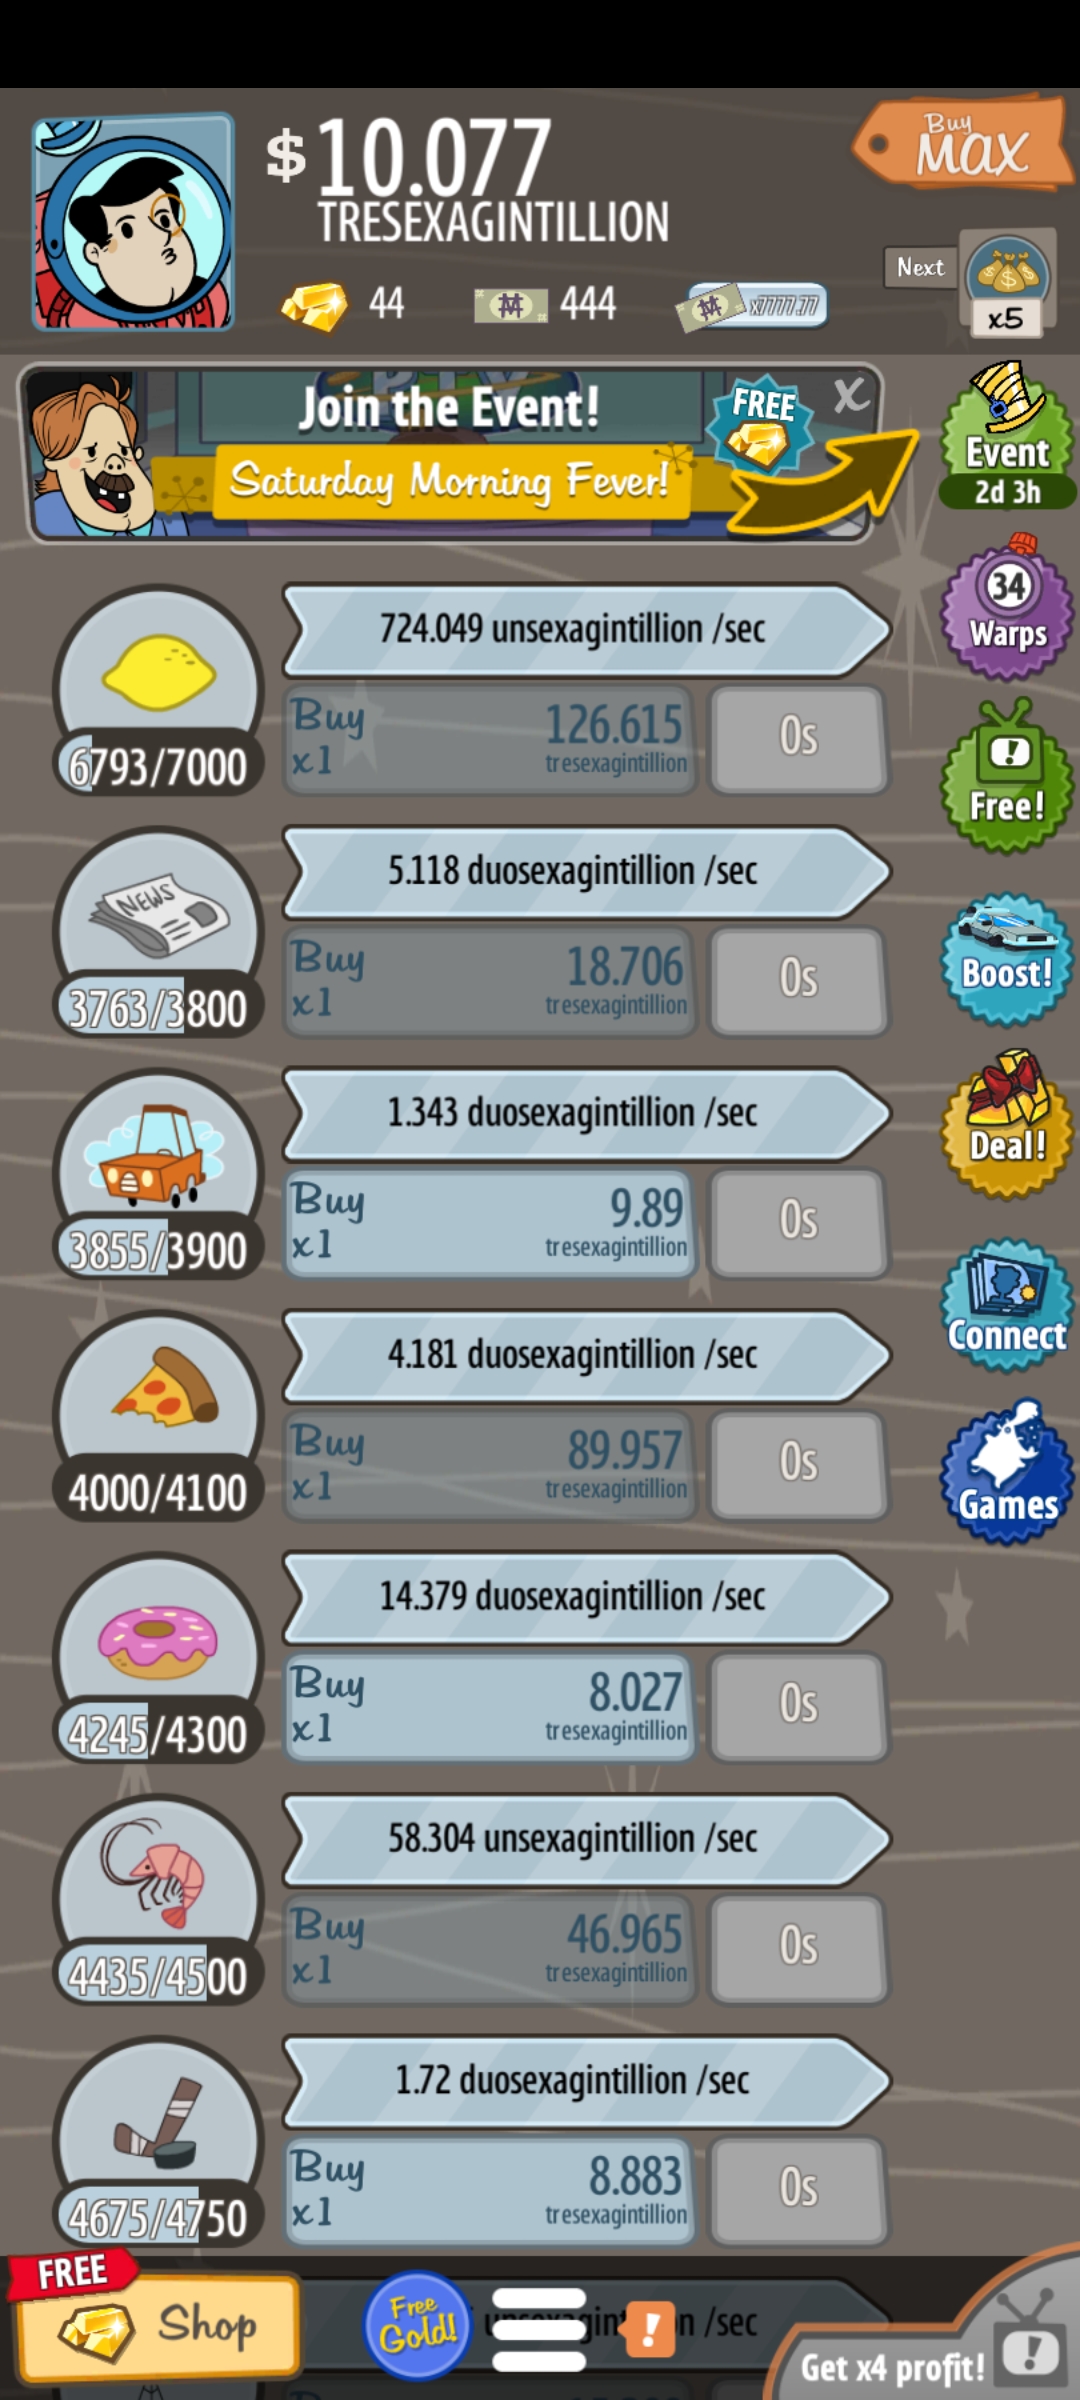 $10.077
TRESEXAGINTILLION
Buy
MAX
44
444
x7777.77
Next
x5
Join the Event!
Saturday Morning Fever!
FREE
X
Event
2d 3h
34
Warps
724.049 unsexagintillion /sec
Buy
x1
126.615
tresexagintillion
0s
6793/7000
!
Free!
NEWS
5.118 duosexagintillion /sec
Buy
x1
18.706
tresexagintillion
0s
3763/3800
Boost!
1.343 duosexagintillion /sec
Buy
x1
9.89
tresexagintillion
0s
3855/3900
Deal!
4.181 duosexagintillion /sec
Buy
x1
89.957
tresexagintillion
0s
4000/4100
Connect
Games
14.379 duosexagintillion /sec
Buy
x1
8.027
tresexagintillion
0s
4245/4300
58.304 unsexagintillion /sec
Buy
x1
46.965
tresexagintillion
0s
4435/4500
1.72 duosexagintillion /sec
Buy
x1
8.883
tresexagintillion
0s
4675/4750
FREE
Shop
Free
Gold!
/sec
!
Get x4 profit!
!